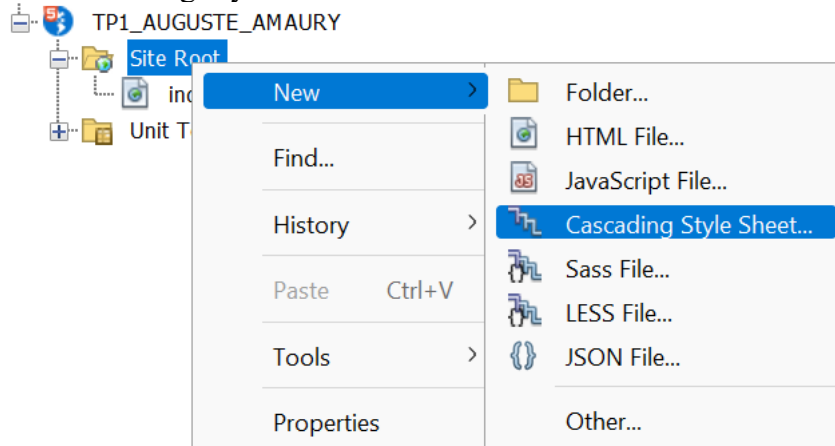 TP1_AUGUSTE_AMAURY
Site Root
New
Find...
History
Paste Ctrl+V
Tools
Properties
Folder...
HTML File...
JavaScript File...
Cascading Style Sheet...
Sass File...
LESS File...
JSON File...
Other...